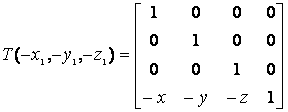 T(-x₁,-y₁,-z₁)=
1 0 0 0
0 1 0 0
0 0 1 0
-x -y -z 1